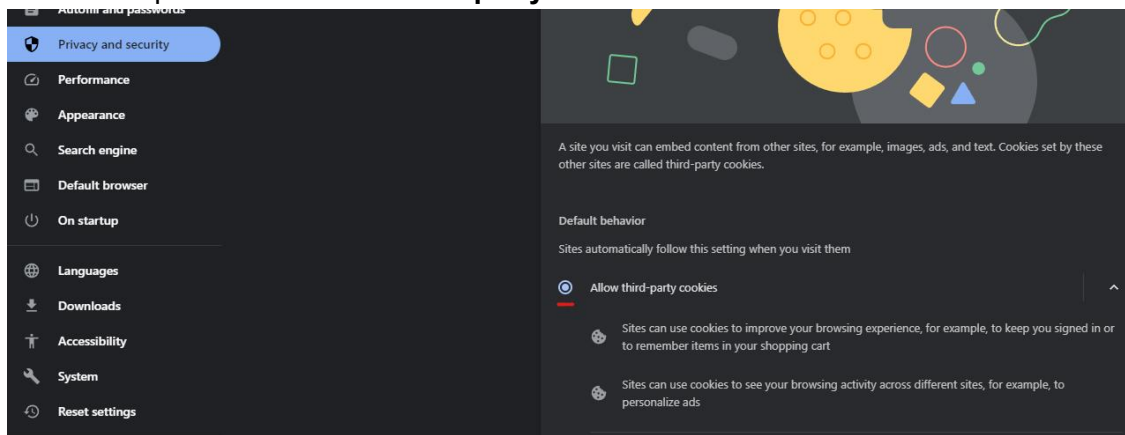 Autofill and passwords
Privacy and security
Performance
Appearance
Search engine
Default browser
On startup
Languages
Downloads
Accessibility
System
Reset settings
A site you visit can embed content from other sites, for example, images, ads, and text. Cookies set by these
other sites are called third-party cookies.
Default behavior
Sites automatically follow this setting when you visit them
Allow third-party cookies
Sites can use cookies to improve your browsing experience, for example, to keep you signed in or
to remember items in your shopping cart
Sites can use cookies to see your browsing activity across different sites, for example, to
personalize ads